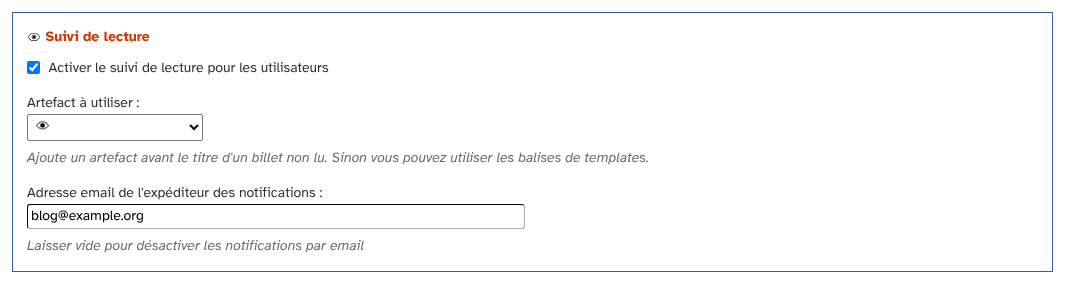 Suivi de lecture
Activer le suivi de lecture pour les utilisateurs
Artefact à utiliser :
Ajoute un artefact avant le titre d'un billet non lu. Sinon vous pouvez utiliser les balises de templates.
Adresse email de l'expéditeur des notifications :
blog@example.org
Laisser vide pour désactiver les notifications par email